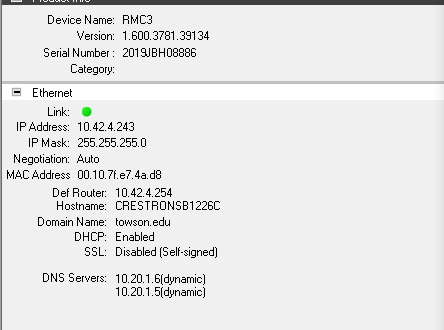 Product Info
Device Name: RMC3
Version: 1.600.3781.39134
Serial Number : 2019JBH08886
Category:
Ethernet
Link:
IP Address: 10.42.4.243
IP Mask: 255.255.255.0
Negotiation: Auto
MAC Address 00.10.7f.e7.4a.d8
Def Router: 10.42.4.254
Hostname: CRESTRONSB1226C
Domain Name: towson.edu
DHCP: Enabled
SSL: Disabled (Self-signed)
DNS Servers: 10.20.1.6(dynamic)
10.20.1.5(dynamic)